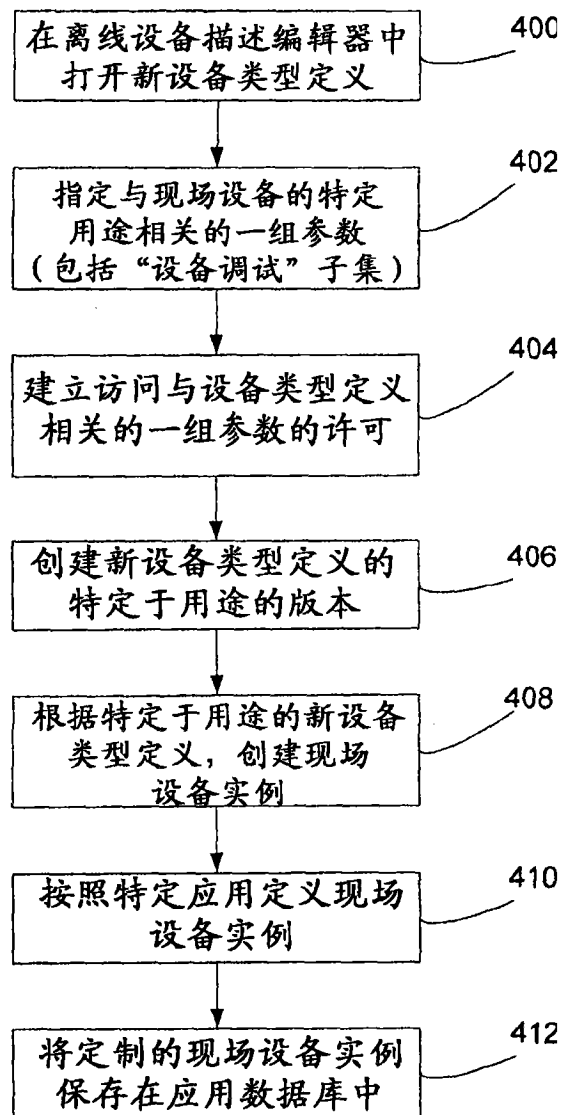 在离线设备描述编辑器中
打开新设备类型定义
400
指定与现场设备的特定
用途相关的一组参数
(包括“设备调试”子集)
402
建立访问与设备类型定义
相关的一组参数的许可
404
创建新设备类型定义的
特定于用途的版本
406
根据特定于用途的新设备
类型定义，创建现场
设备实例
408
按照特定应用定义现场
设备实例
410
将定制的现场设备实例
保存在应用数据库中
412